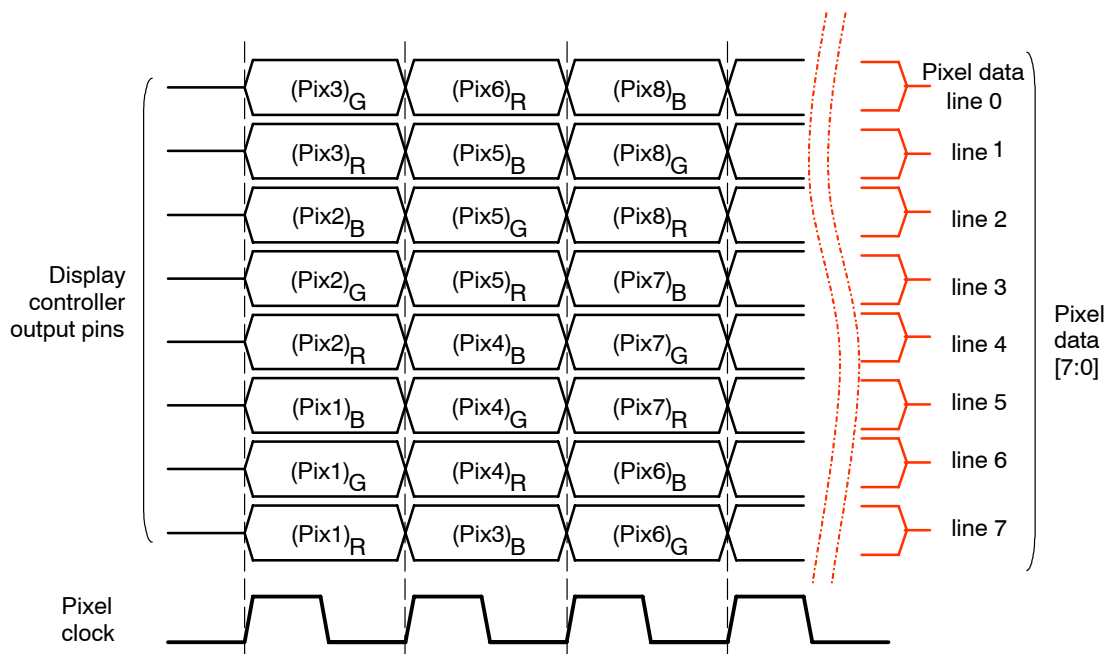 Display
controller
output pins
(Pix3)G (Pix6)R (Pix8)B
(Pix3)R (Pix5)B (Pix8)G
(Pix2)B (Pix5)G (Pix8)R
(Pix2)G (Pix5)R (Pix7)B
(Pix2)R (Pix4)B (Pix7)G
(Pix1)B (Pix4)G (Pix7)R
(Pix1)G (Pix4)R (Pix6)B
(Pix1)R (Pix3)B (Pix6)G
Pixel data
line 0
line 1
line 2
line 3
line 4
line 5
line 6
line 7
Pixel
data
[7:0]
Pixel
clock